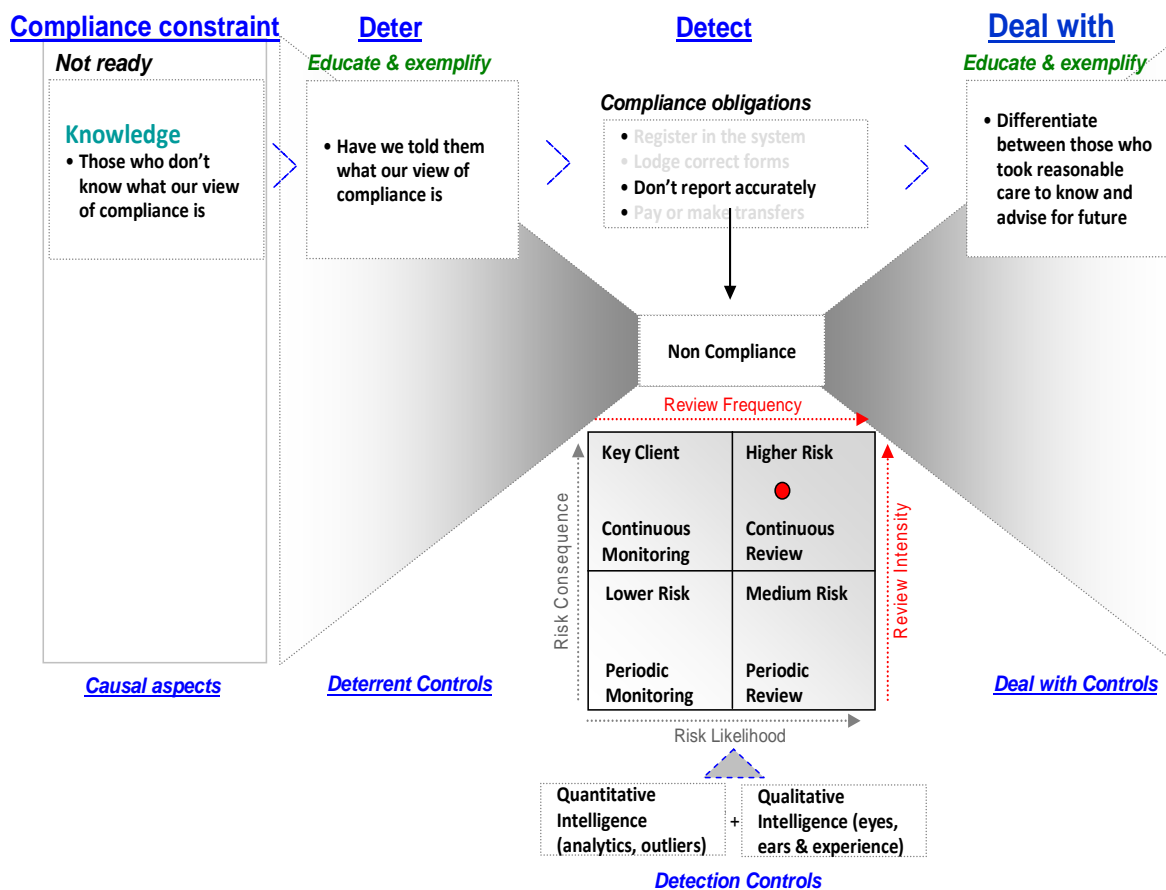 Compliance constraint
Deter
Detect
Deal with
Not ready
Educate & exemplify
Educate & exemplify
Knowledge
• Those who don't
know what our view
of compliance is
• Have we told them
what our view of
compliance is
Compliance obligations
• Register in the system
• Lodge correct forms
• Don't report accurately
• Pay or make transfers
• Differentiate
between those who
took reasonable
care to know and
advise for future
Non Compliance
Review Frequency
Risk Consequence
Key Client
Continuous
Monitoring
Higher Risk
Continuous
Review
Lower Risk
Periodic
Monitoring
Medium Risk
Periodic
Review
Review Intensity
Risk Likelihood
Causal aspects
Deterrent Controls
Deal with Controls
Quantitative
Intelligence
(analytics, outliers)
+
Qualitative
Intelligence (eyes,
ears & experience)
Detection Controls